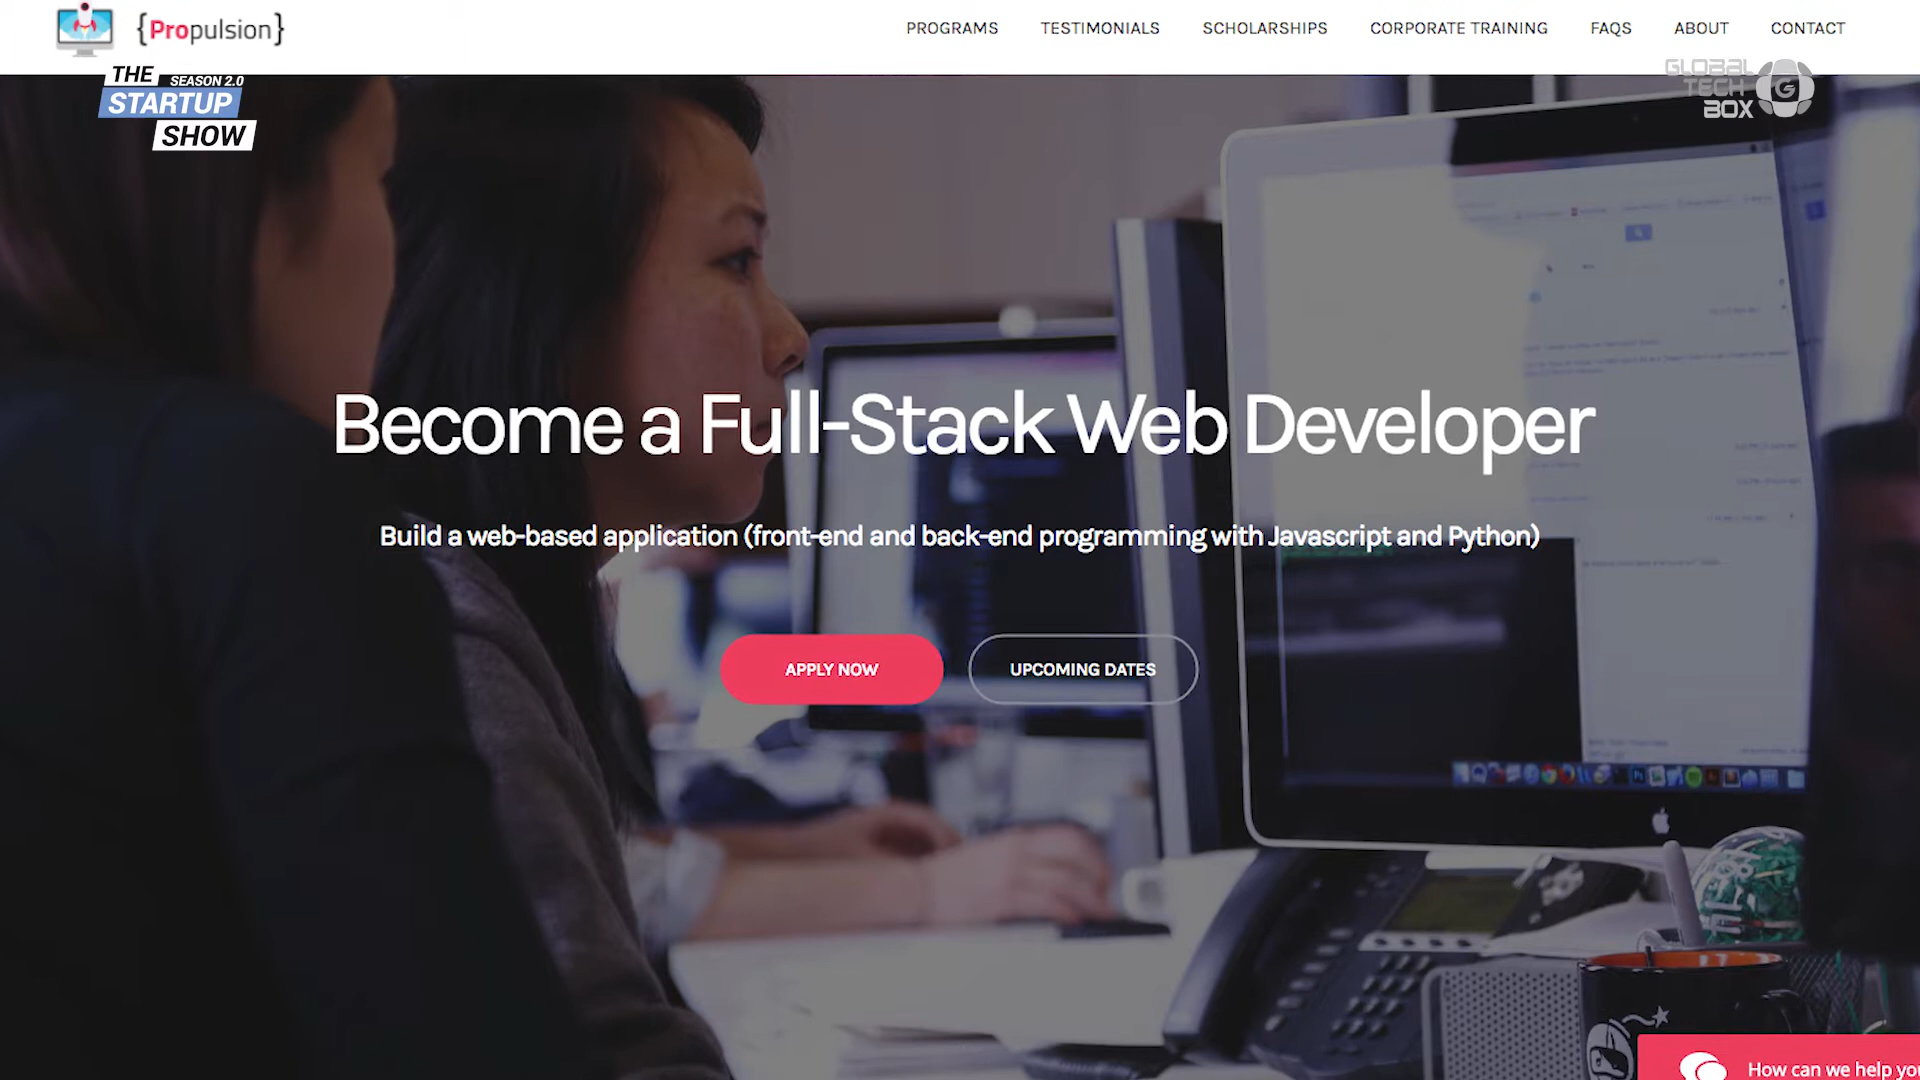 {Propulsion}
PROGRAMS
TESTIMONIALS
SCHOLARSHIPS
CORPORATE TRAINING
FAQS
ABOUT
CONTACT
THE SEASON 2.0
STARTUP
SHOW
GLOBAL
TECH
BOX
G
Become a Full-Stack Web Developer
Build a web-based application (front-end and back-end programming with Javascript and Python)
APPLY NOW
UPCOMING DATES
How can we help you